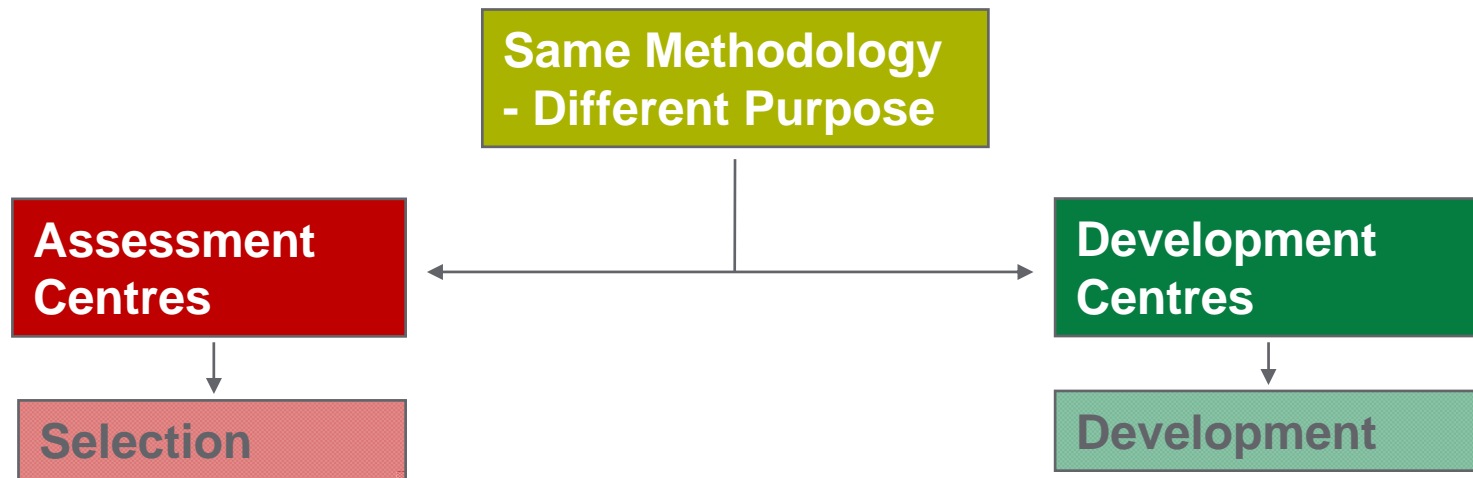 Same Methodology
- Different Purpose
Assessment
Centres
Development
Centres
Selection
Development